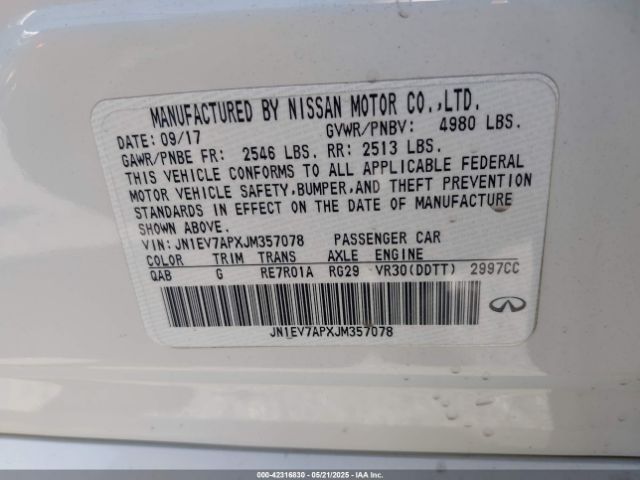 MANUFACTURED BY NISSAN MOTOR CO.,LTD.
DATE: 09/17 GVWR/PNBV: 4980 LBS.
GAWR/PNBE FR: 2546 LBS. RR: 2513 LBS.
THIS VEHICLE CONFORMS TO ALL APPLICABLE FEDERAL
MOTOR VEHICLE SAFETY,BUMPER,AND THEFT PREVENTION
STANDARDS IN EFFECT ON THE DATE OF MANUFACTURE
SHOWN ABOVE.
VIN: JN1EV7APXJM357078 PASSENGER CAR
COLOR TRIM TRANS AXLE ENGINE
QAB G RE7R01A RG29 VR30(DDTT) 2997CC
JN1EV7APXJM357078
000-42316830 - 05/21/2025 - IAA, Inc.